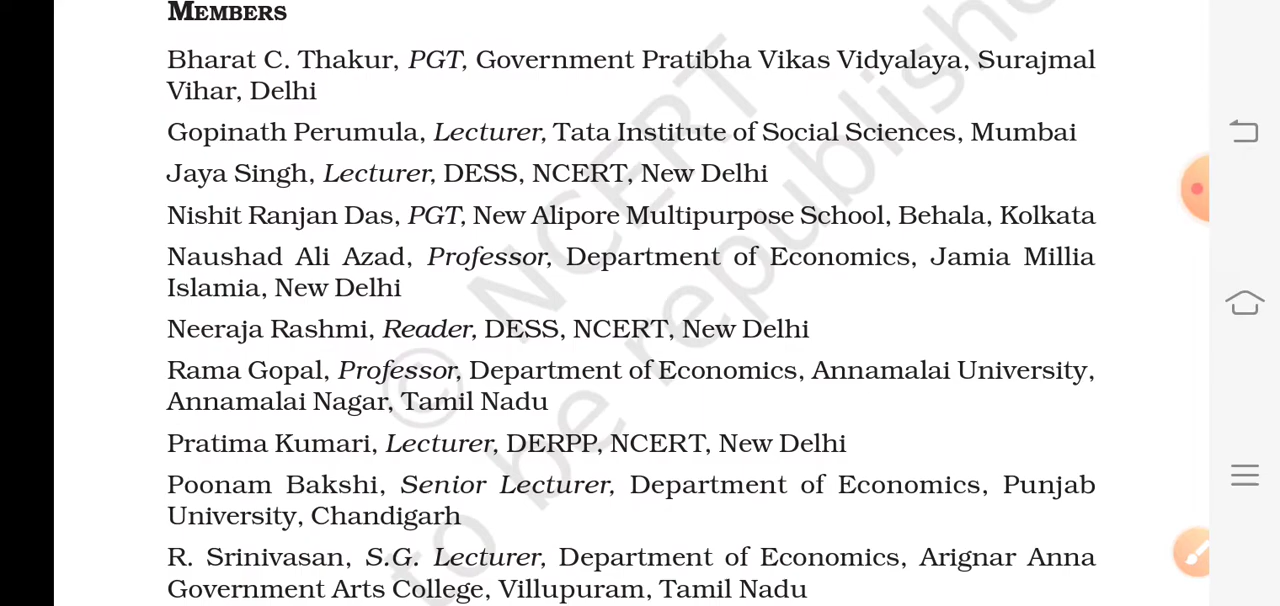 MEMBERS
Bharat C. Thakur, PGT, Government Pratibha Vikas Vidyalaya, Surajmal
Vihar, Delhi
Gopinath Perumula, Lecturer, Tata Institute of Social Sciences, Mumbai
Jaya Singh, Lecturer, DESS, NCERT, New Delhi
Nishit Ranjan Das, PGT, New Alipore Multipurpose School, Behala, Kolkata
Naushad Ali Azad, Professor, Department of Economics, Jamia Millia
Islamia, New Delhi
Neeraja Rashmi, Reader, DESS, NCERT, New Delhi
Rama Gopal, Professor, Department of Economics, Annamalai University,
Annamalai Nagar, Tamil Nadu
Pratima Kumari, Lecturer, DERPP, NCERT, New Delhi
Poonam Bakshi, Senior Lecturer, Department of Economics, Punjab
University, Chandigarh
R. Srinivasan, S.G. Lecturer, Department of Economics, Arignar Anna
Government Arts College, Villupuram, Tamil Nadu
© NCERT
to be republishe